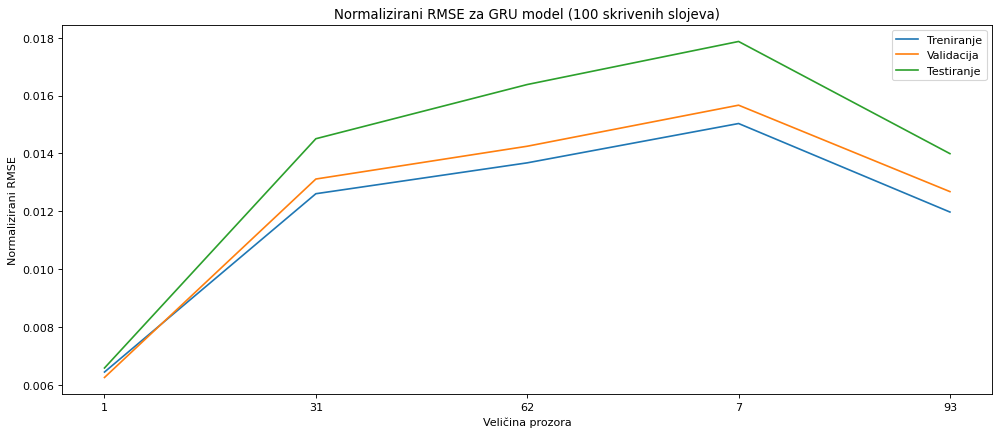 Normalizirani RMSE za GRU model (100 skrivenih slojeva)
Treniranje
Validacija
Testiranje
Normalizirani RMSE
0.018
0.016
0.014
0.012
0.010
0.008
0.006
1 31 62 7 93
Veličina prozora